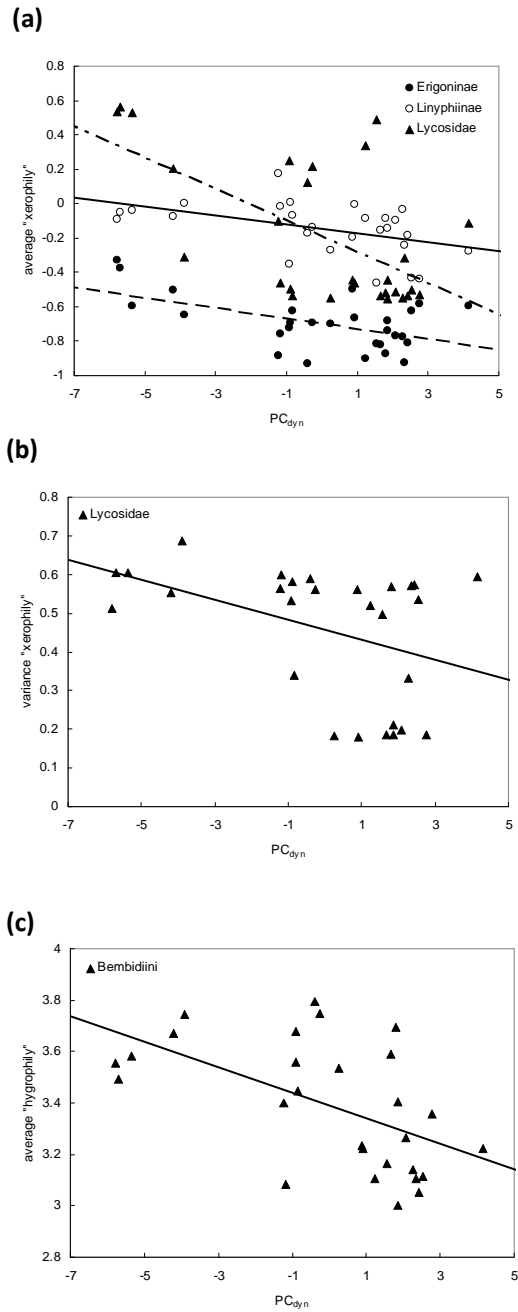 (a)
0.8
0.6
0.4
0.2
0
-0.2
-0.4
-0.6
-0.8
-1
average "xerophily"
Erigoninae
Linyphiinae
Lycosidae
-7 -5 -3 -1 1 3 5
PCdyn
(b)
0.8
0.7
0.6
0.5
0.4
0.3
0.2
0.1
0
variance "xerophily"
Lycosidae
-7 -5 -3 -1 1 3 5
PCdyn
(c)
4
3.8
3.6
3.4
3.2
3
2.8
average "hygrophily"
Bembidiini
-7 -5 -3 -1 1 3 5
PCdyn